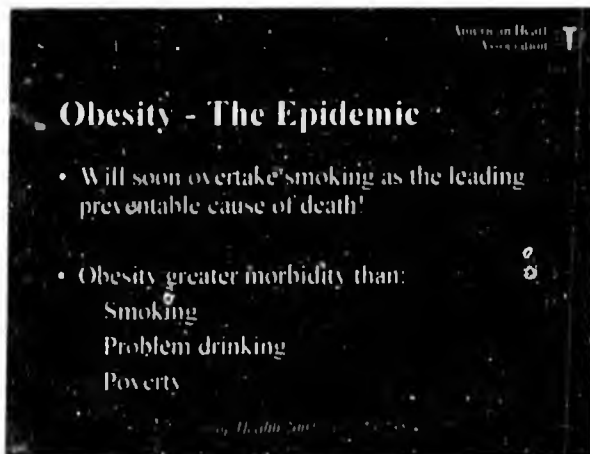 American Heart
Association
Obesity - The Epidemic
• Will soon overtake smoking as the leading
preventable cause of death!
• Obesity greater morbidity than:
Smoking
Problem drinking
Poverty
Health